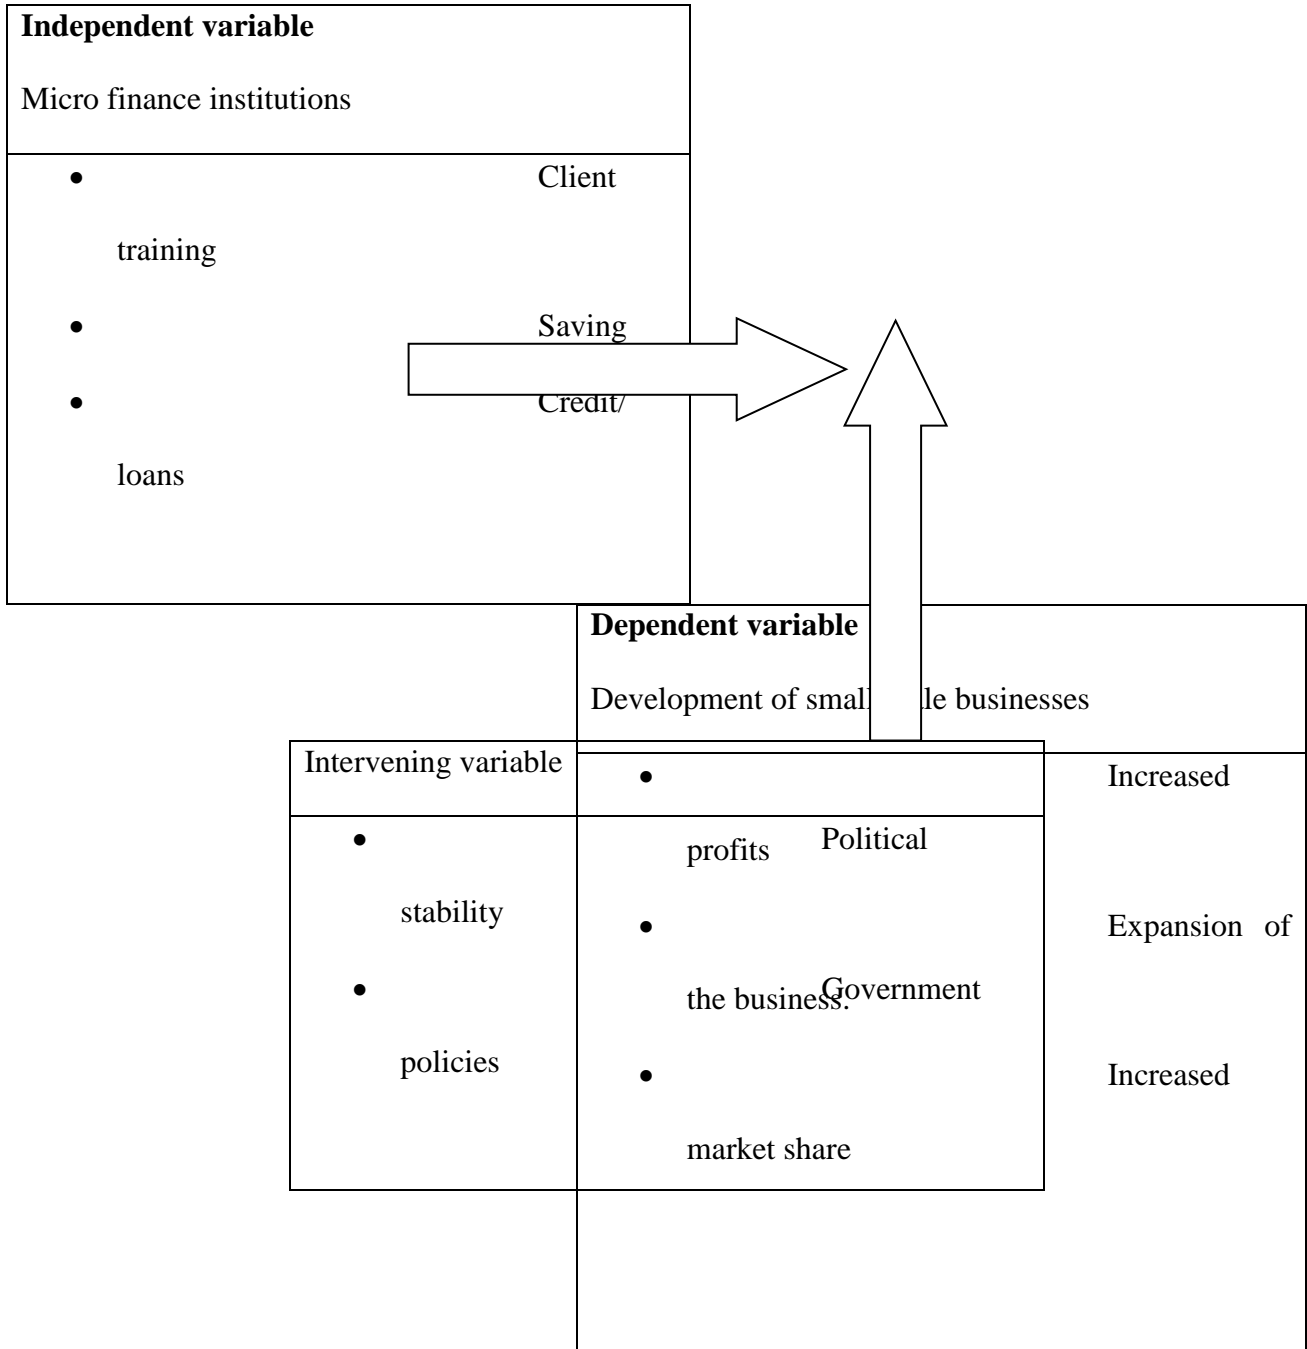 Independent variable
Micro finance institutions
• Client
training
• Saving
• Credit/
loans
Dependent variable
Development of small le businesses
• Increased
profits
• Expansion of
the business.
• Increased
market share
Intervening variable
• Political
stability
• Government
policies